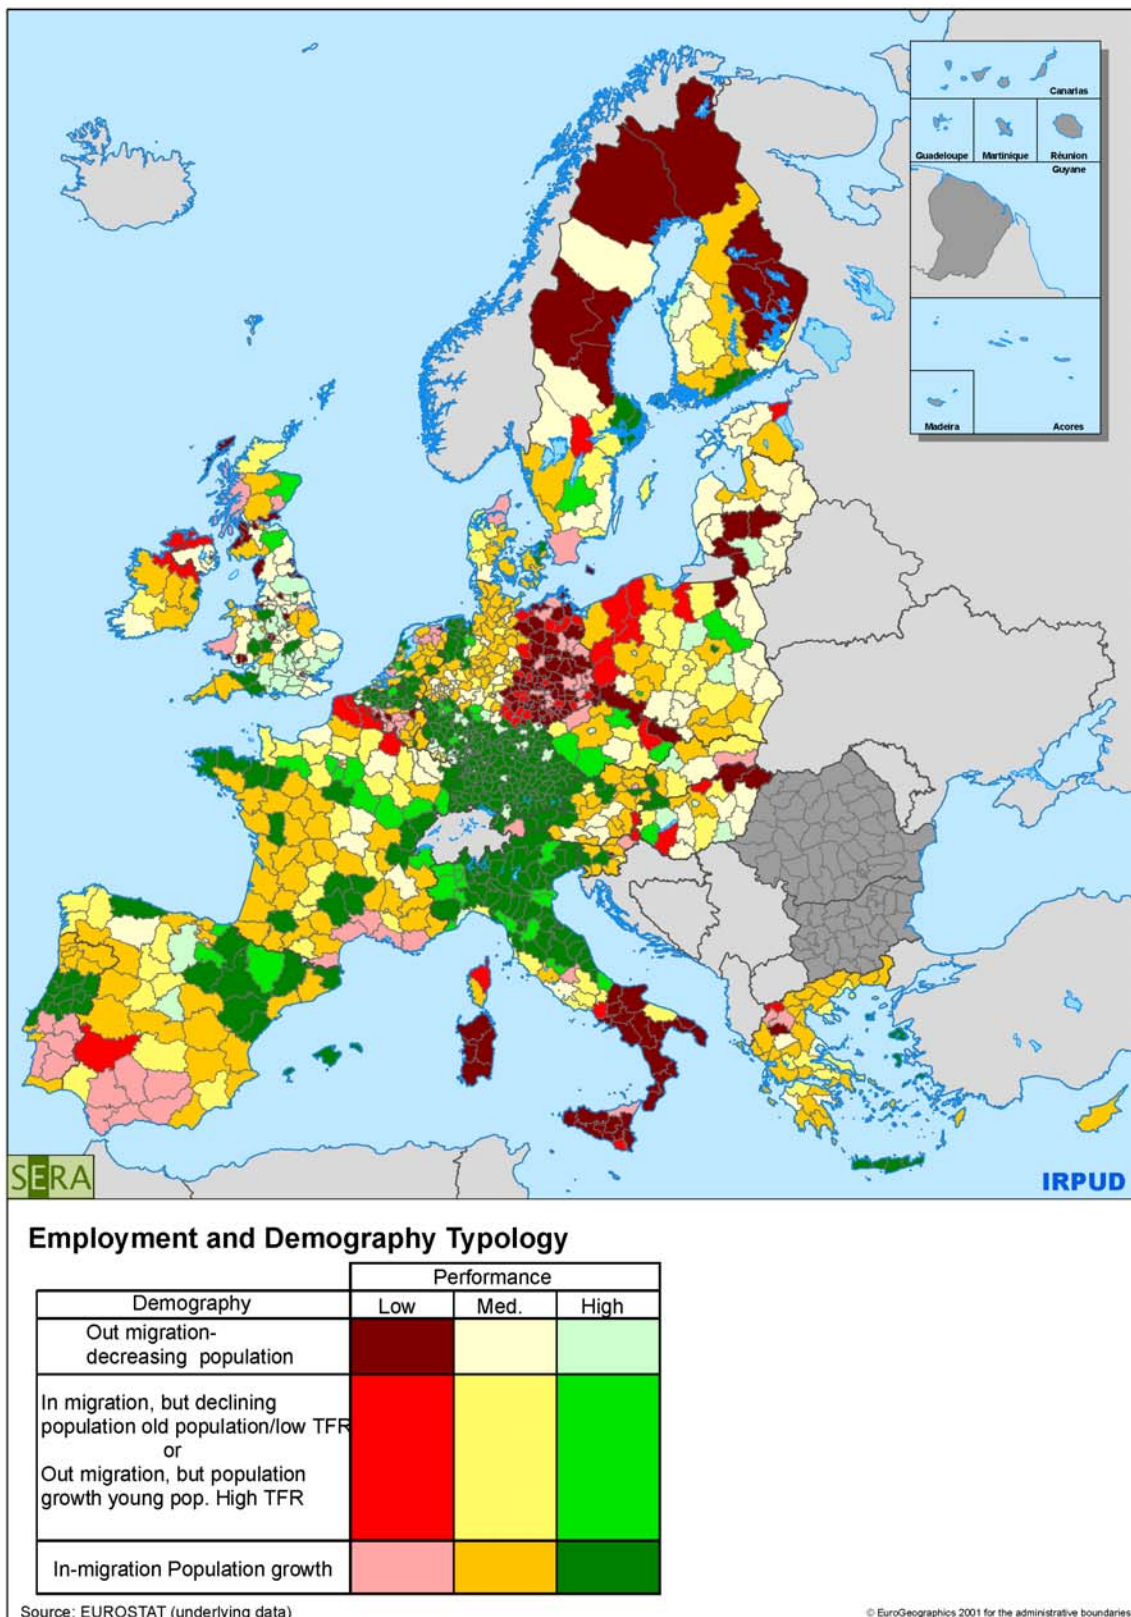 Canarias
Guadeloupe
Martinique
Réunion
Guyane
Madeira
Acores
SERA
IRPUD
Employment and Demography Typology
Performance
Demography
Low
Med.
High
Out migration-
decreasing population
In migration, but declining
population old population/low TFR
or
Out migration, but population
growth young pop. High TFR
In-migration Population growth
Source: EUROSTAT (underlying data)
© EuroGeographics 2001 for the administrative boundaries